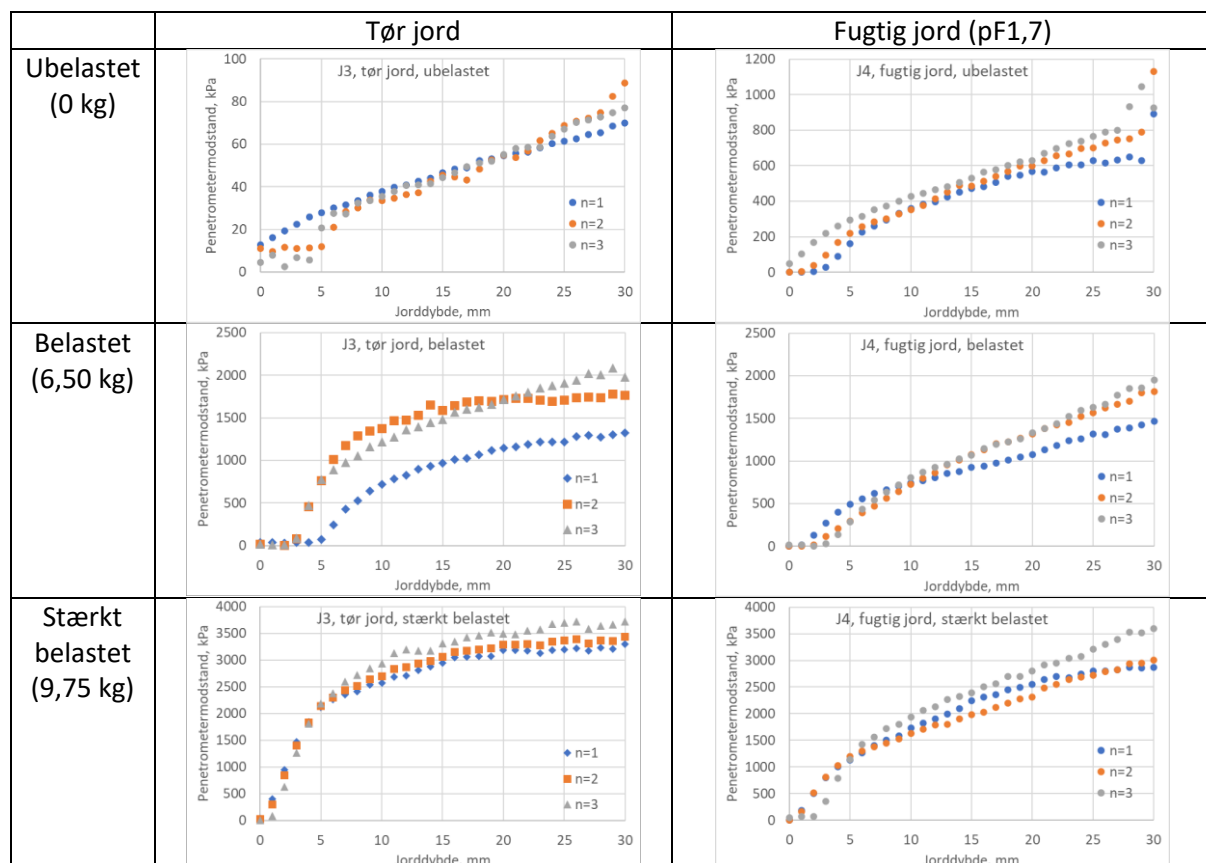 Tør jord
Fugtig jord (pF1,7)
Ubelastet
(0 kg)
J3, tør jord, ubelastet
Penetrometermodstand, kPa
100
80
60
40
20
0
0 5 10 15 20 25 30
Jorddybde, mm
n=1
n=2
n=3
J4, fugtig jord, ubelastet
Penetrometermodstand, kPa
1200
1000
800
600
400
200
0
0 5 10 15 20 25 30
Jorddybde, mm
n=1
n=2
n=3
Belastet
(6,50 kg)
J3, tør jord, belastet
Penetrometermodstand, kPa
2500
2000
1500
1000
500
0
0 5 10 15 20 25 30
Jorddybde, mm
n=1
n=2
n=3
J4, fugtig jord, belastet
Penetrometermodstand, kPa
2500
2000
1500
1000
500
0
0 5 10 15 20 25 30
Jorddybde, mm
n=1
n=2
n=3
Stærkt
belastet
(9,75 kg)
J3, tør jord, stærkt belastet
Penetrometermodstand, kPa
4000
3500
3000
2500
2000
1500
1000
500
0
0 5 10 15 20 25 30
Jorddybde, mm
n=1
n=2
n=3
J4, fugtig jord, stærkt belastet
Penetrometermodstand, kPa
4000
3500
3000
2500
2000
1500
1000
500
0
0 5 10 15 20 25 30
Jorddybde, mm
n=1
n=2
n=3